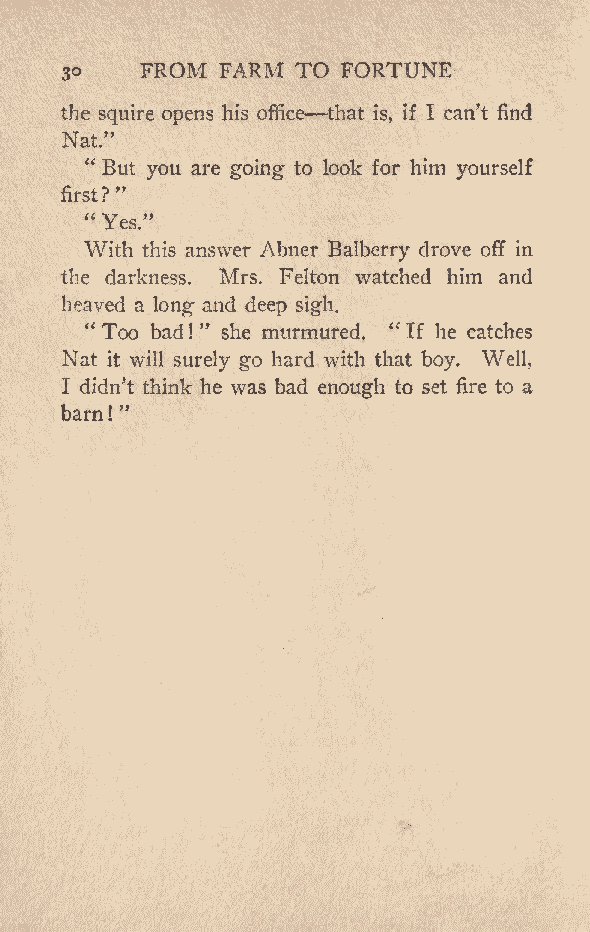 30 FROM FARM TO FORTUNE
the squire opens his office—that is, if I can't find
Nat."
"But you are going to look for him yourself
first?"
"Yes."
With this answer Abner Balberry drove off in
the darkness. Mrs. Felton watched him and
heaved a long and deep sigh.
"Too bad!" she murmured. "If he catches
Nat it will surely go hard with that boy. Well,
I didn't think he was bad enough to set fire to a
barn!"